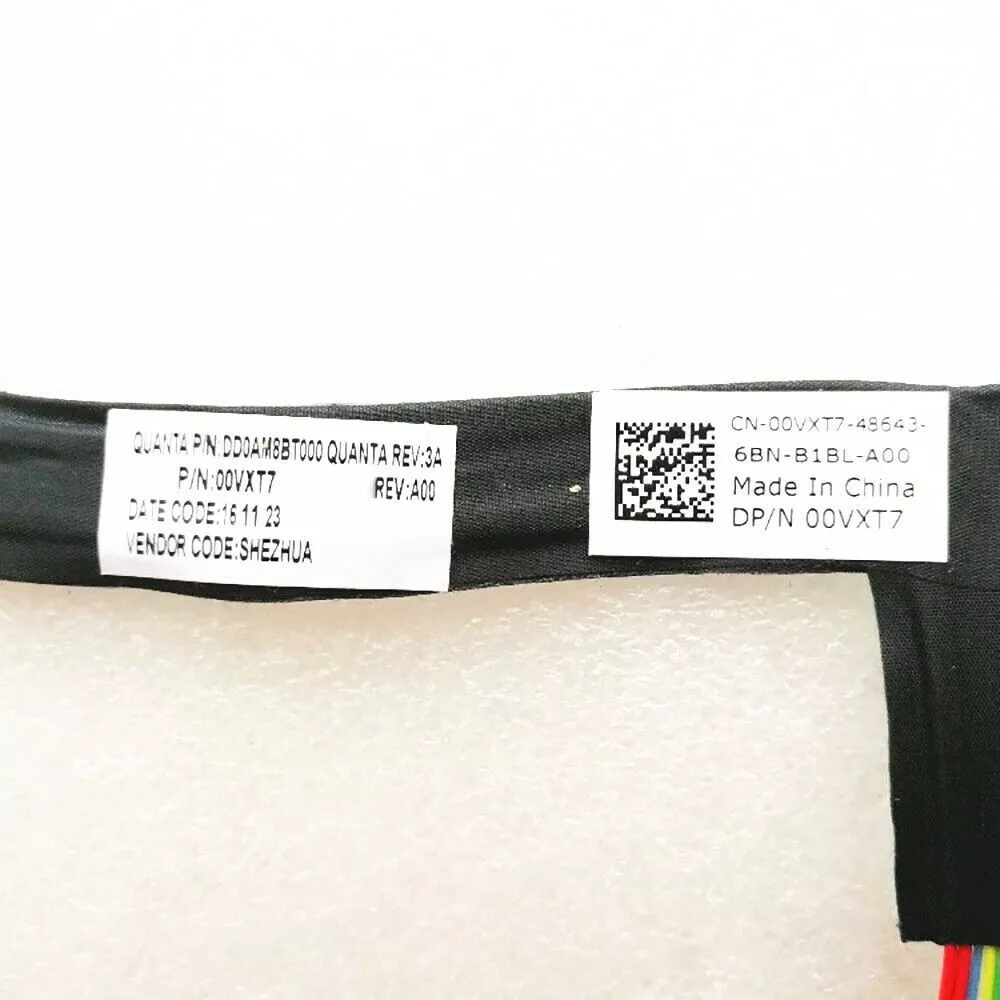 QUANTA P/N:DD0AM8BT000 QUANTA REV:3A
P/N:00VXT7 REV:A00
DATE CODE:16 11 23
VENDOR CODE:SHEZHUA
CN-00VXT7-48643-
6BN-B1BL-A00
Made In China
DP/N 00VXT7